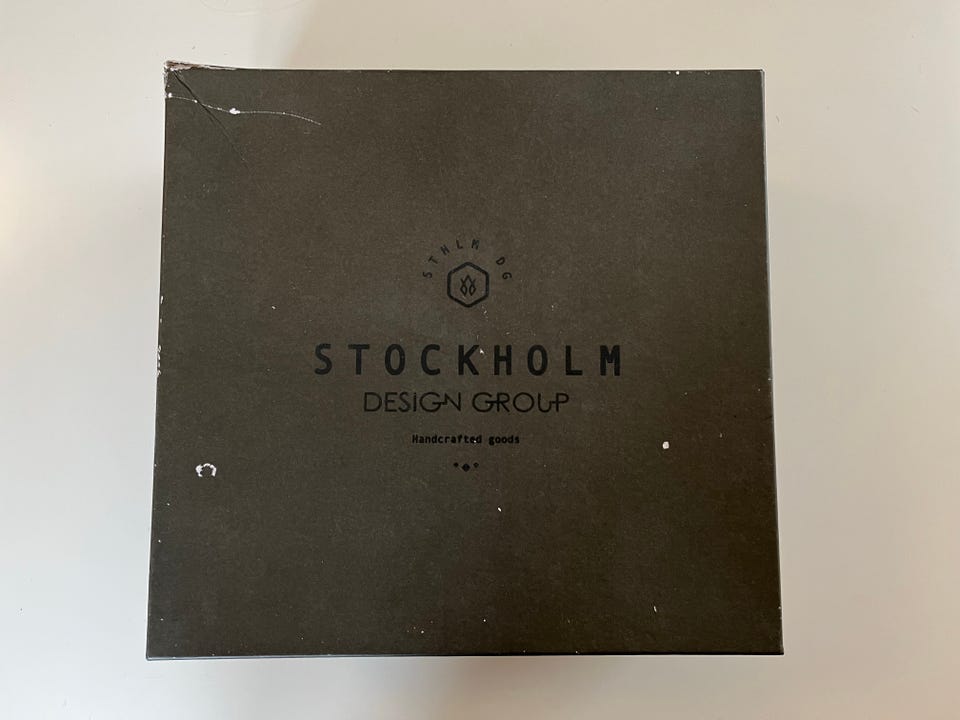 STHLM DG
STOCKHOLM
DESIGN GROUP
Handcrafted goods